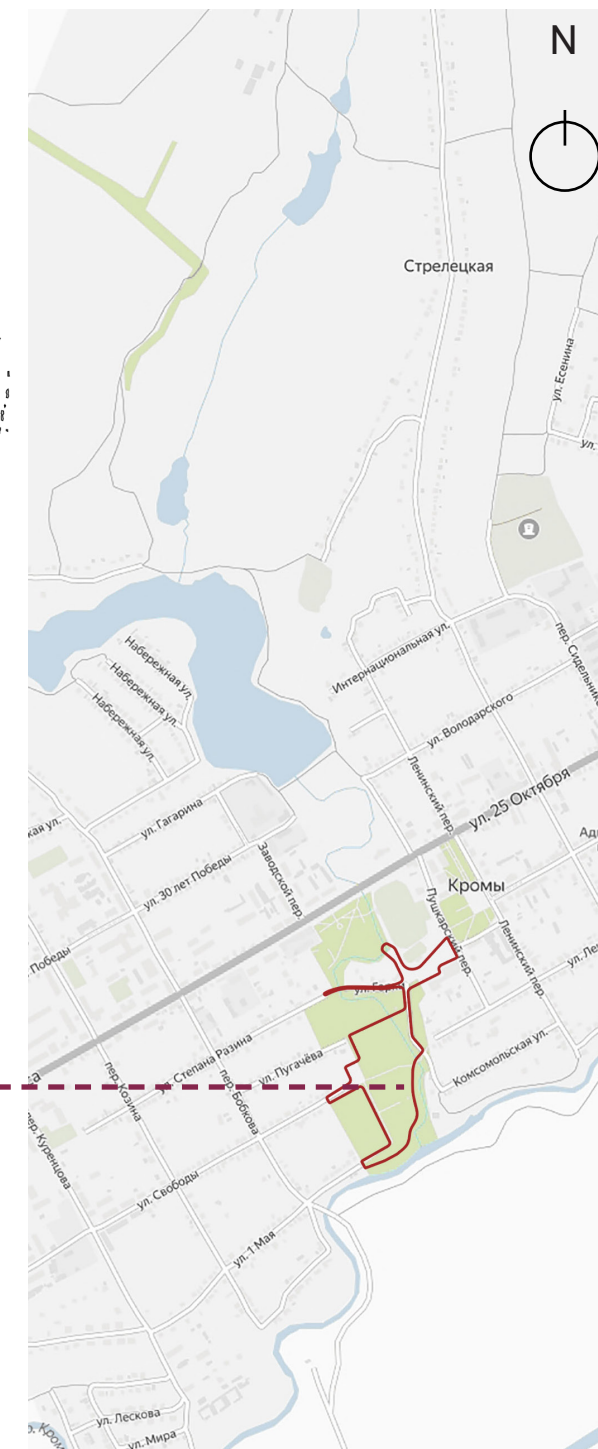 N
Стрелецкая
ул. Есенина
ул.
пер. Сидельников
Интернациональная ул.
Набережная ул.
Набережная ул.
Набережная ул.
ул. Володарского
Ленинский пер.
ул. 25 Октября
кая ул.
ул. Гагарина
ул. 30 лет Победы
Заводской пер.
Победы
Кромы
Пушкарский пер.
Ленинский пер.
ул. Степана Разина
ул. Пугачёва
Комсомольская ул.
пер. Козина
пер. Бобкова
пер. Куренцова
ул. Свободы
ул. 1 Мая
ул. Лескова
ул. Мира